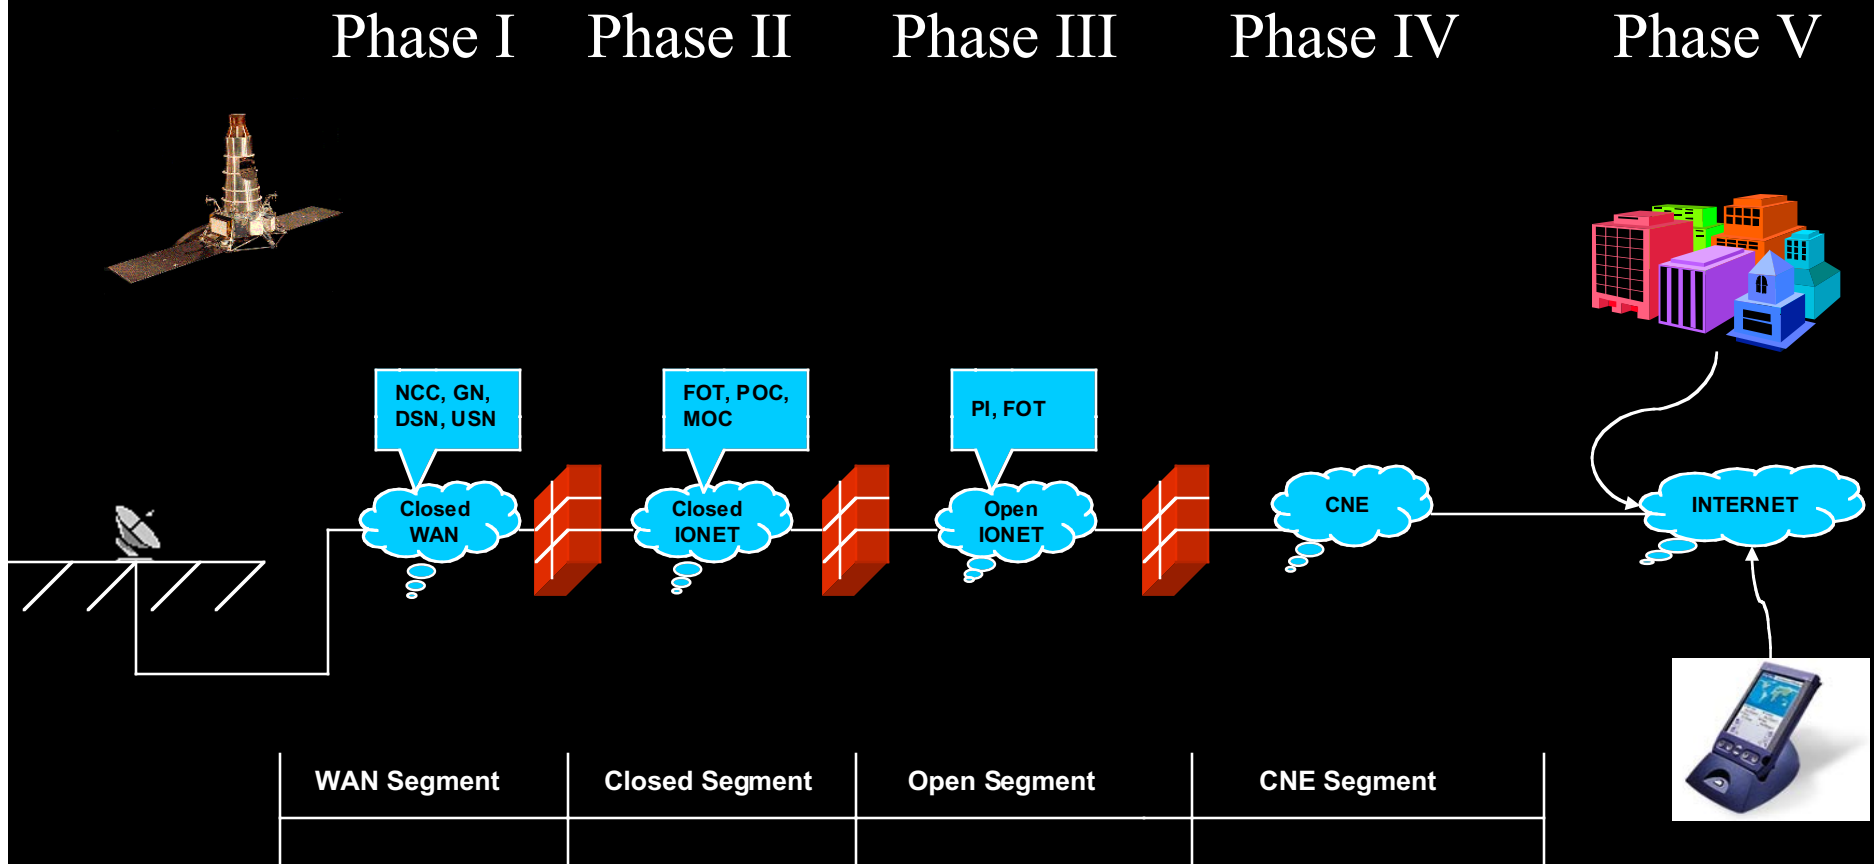 Phase I
Phase II
Phase III
Phase IV
Phase V
NCC, GN,
DSN, USN
FOT, POC,
MOC
PI, FOT
Closed
WAN
Closed
IONET
Open
IONET
CNE
INTERNET
WAN Segment
Closed Segment
Open Segment
CNE Segment